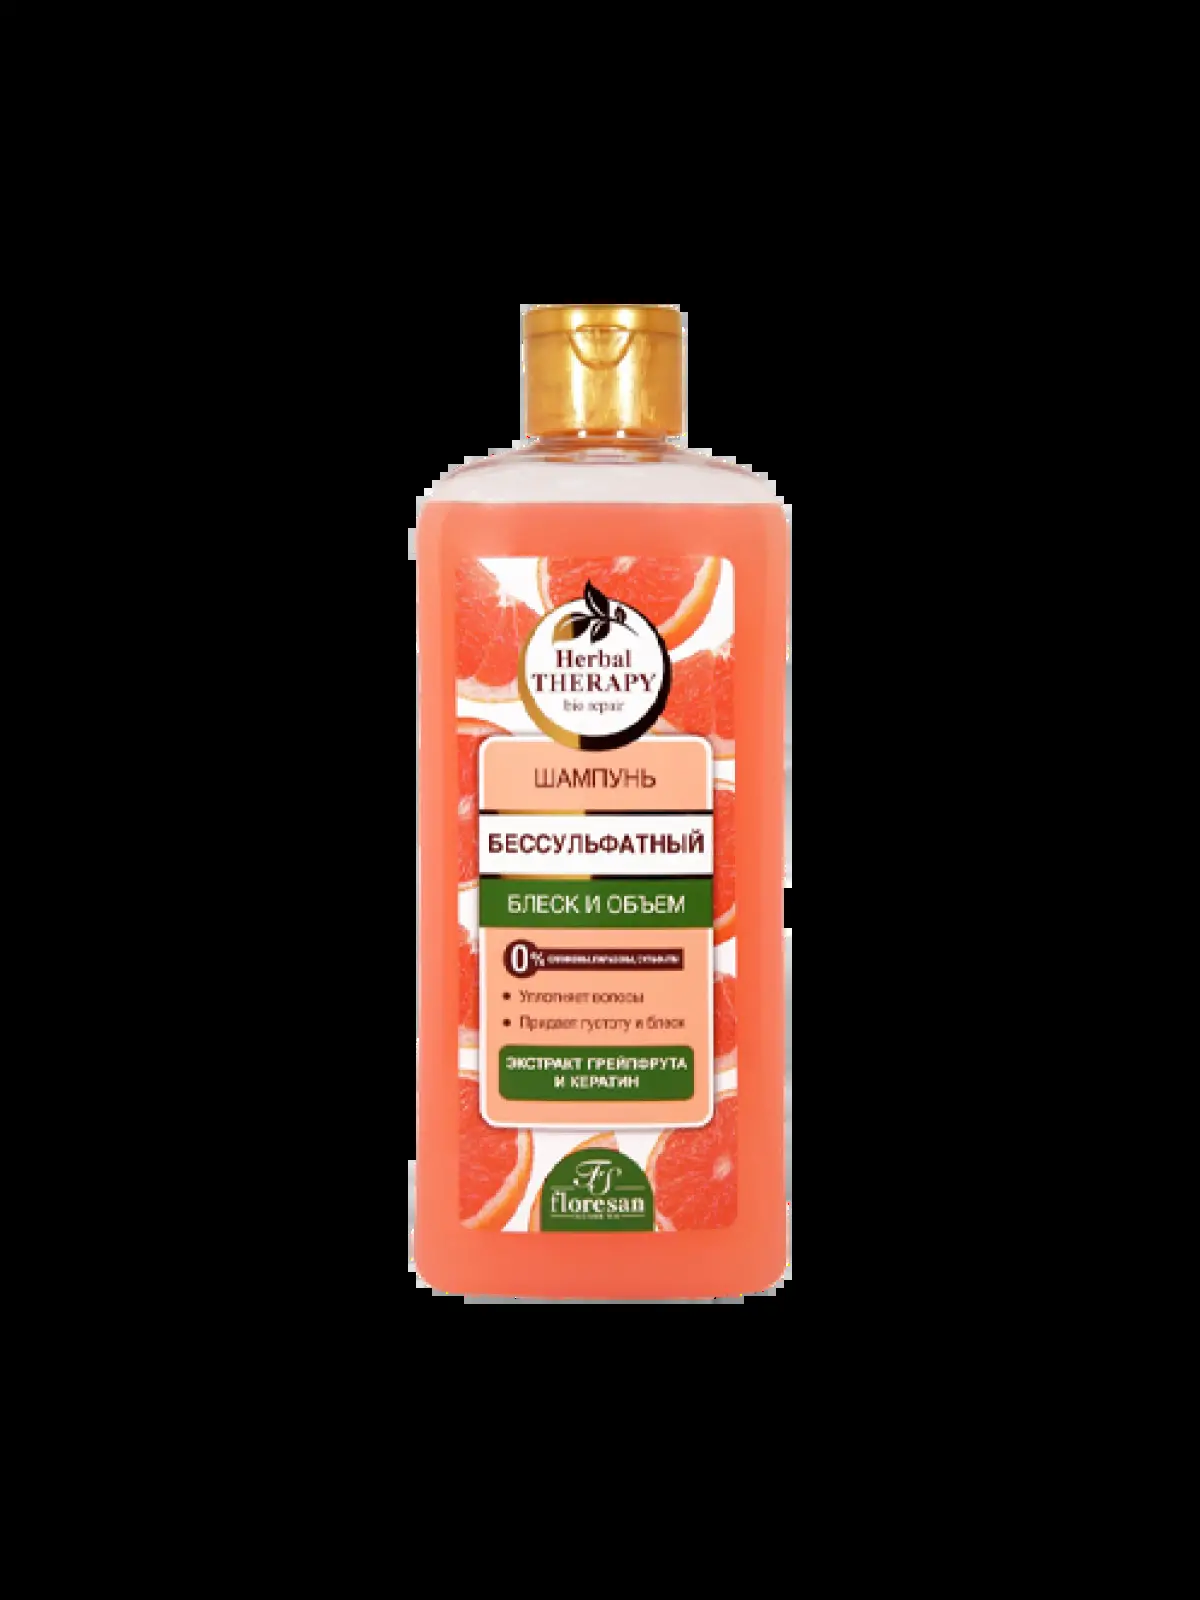 Herbal
THERAPY
bio repair
ШАМПУНЬ
БЕССУЛЬФАТНЫЙ
БЛЕСК И ОБЪЕМ
0%
Уплотняет волосы
Придает густоту и блеск
ЭКСТРАКТ ГРЕЙПФРУТА
И КЕРАТИН
FS
floresan